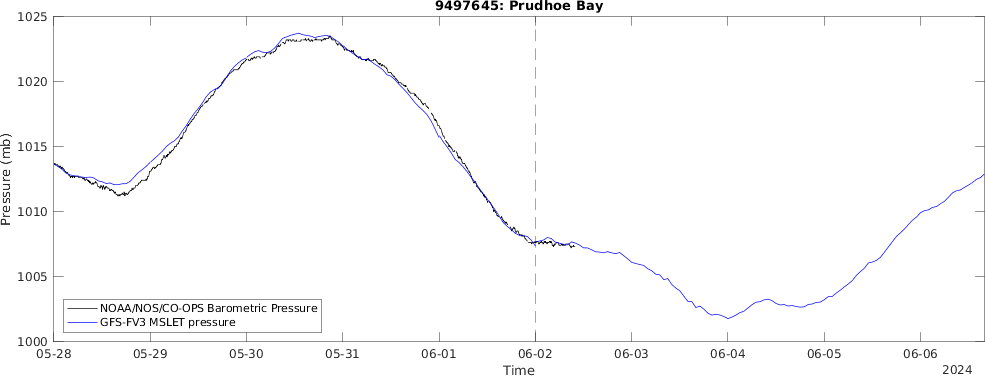 9497645: Prudhoe Bay
1025
1020
1015
1010
1005
1000
Pressure (mb)
NOAA/NOS/CO-OPS Barometric Pressure
GFS-FV3 MSLET pressure
05-28 05-29 05-30 05-31 06-01 06-02 06-03 06-04 06-05 06-06
Time
2024